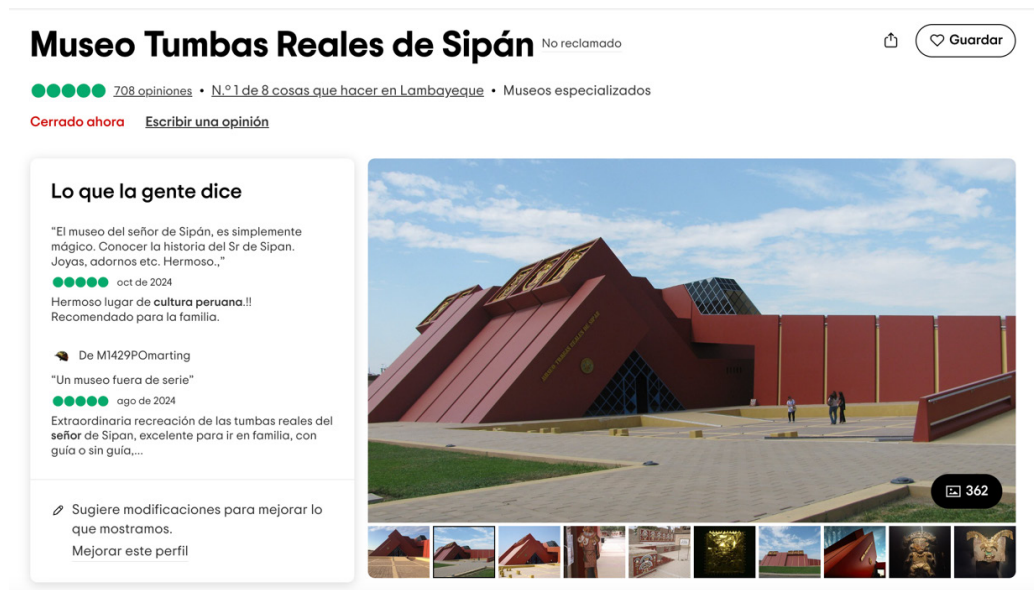 Museo Tumbas Reales de Sipán No reclamado
Guardar
708 opiniones • N.º 1 de 8 cosas que hacer en Lambayeque • Museos especializados
Cerrado ahora Escribir una opinión
Lo que la gente dice
“El museo del señor de Sipán, es simplemente
mágico. Conocer la historia del Sr de Sipan.
Joyas, adornos etc. Hermoso.,”
oct de 2024
Hermoso lugar de cultura peruana.!!
Recomendado para la familia.
De M1429POmarting
“Un museo fuera de serie”
ago de 2024
Extraordinaria recreación de las tumbas reales del
señor de Sipan, excelente para ir en familia, con
guía o sin guía,...
Sugiere modificaciones para mejorar lo
que mostramos.
Mejorar este perfil
MUSEO TUMBAS REALES DE SIPAN
362